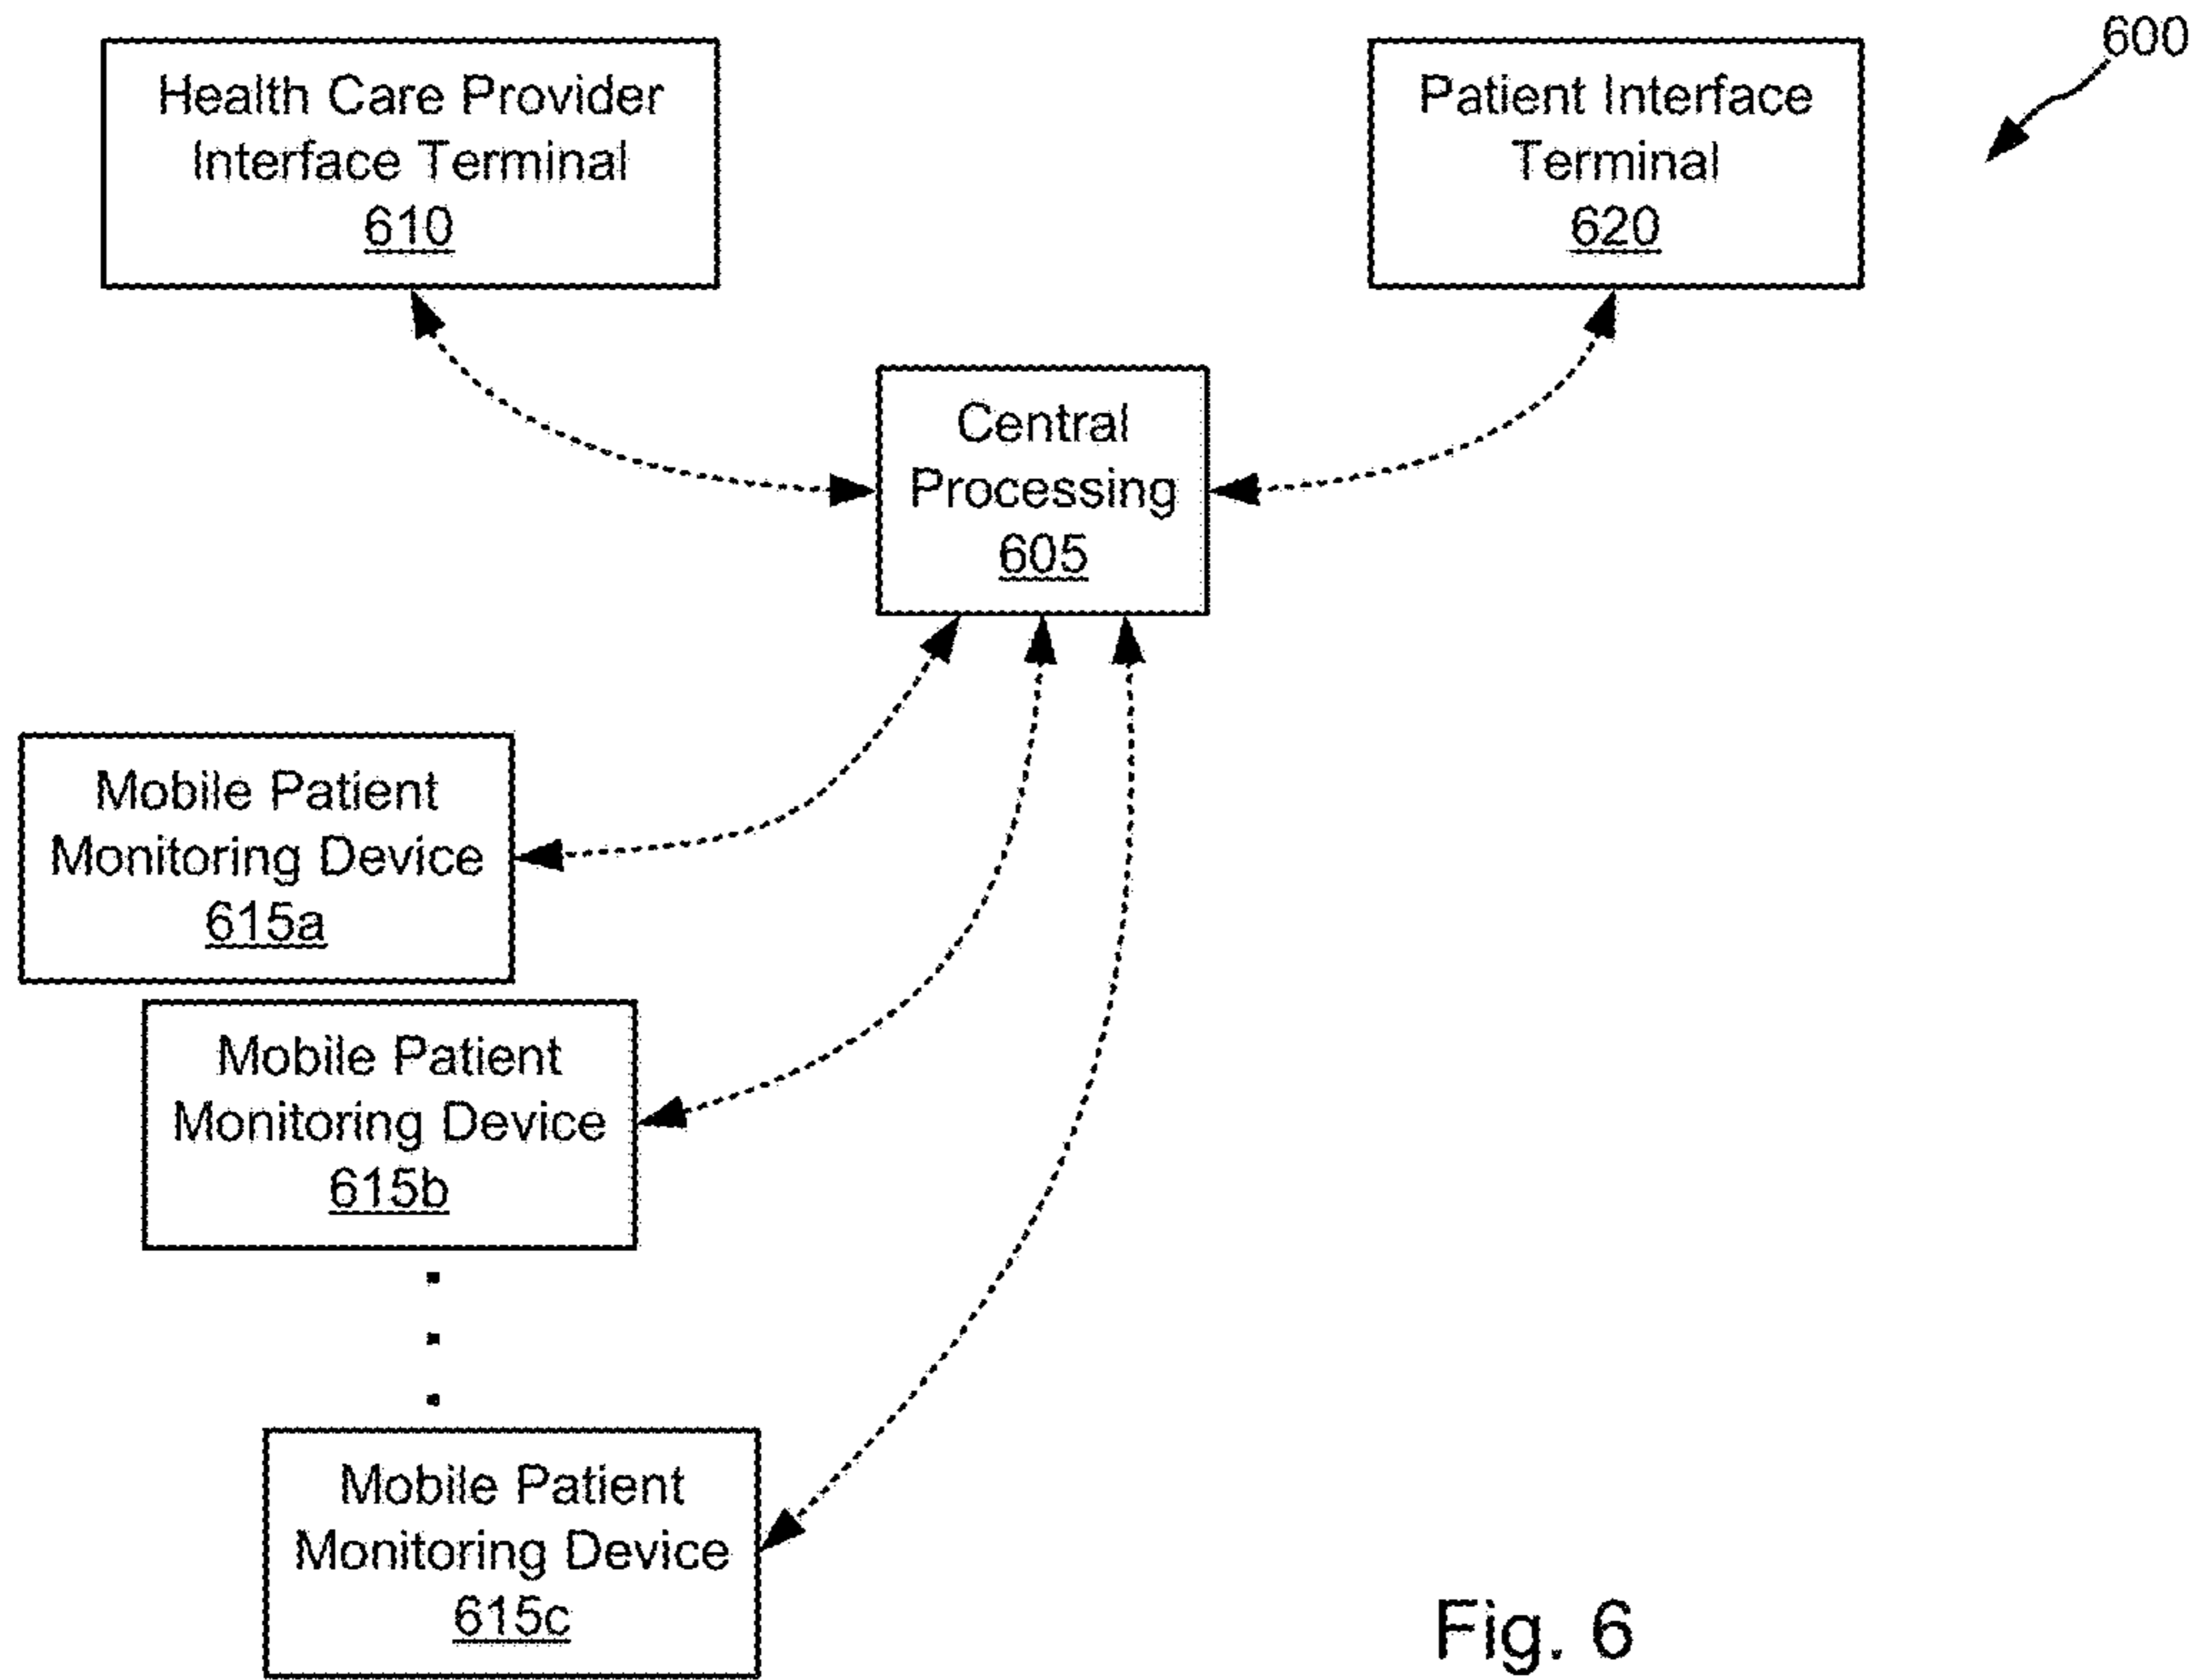 600
Health Care Provider
Interface Terminal
610
Patient Interface
Terminal
620
Central
Processing
605
Mobile Patient
Monitoring Device
615a
Mobile Patient
Monitoring Device
615b
Mobile Patient
Monitoring Device
615c
Fig. 6